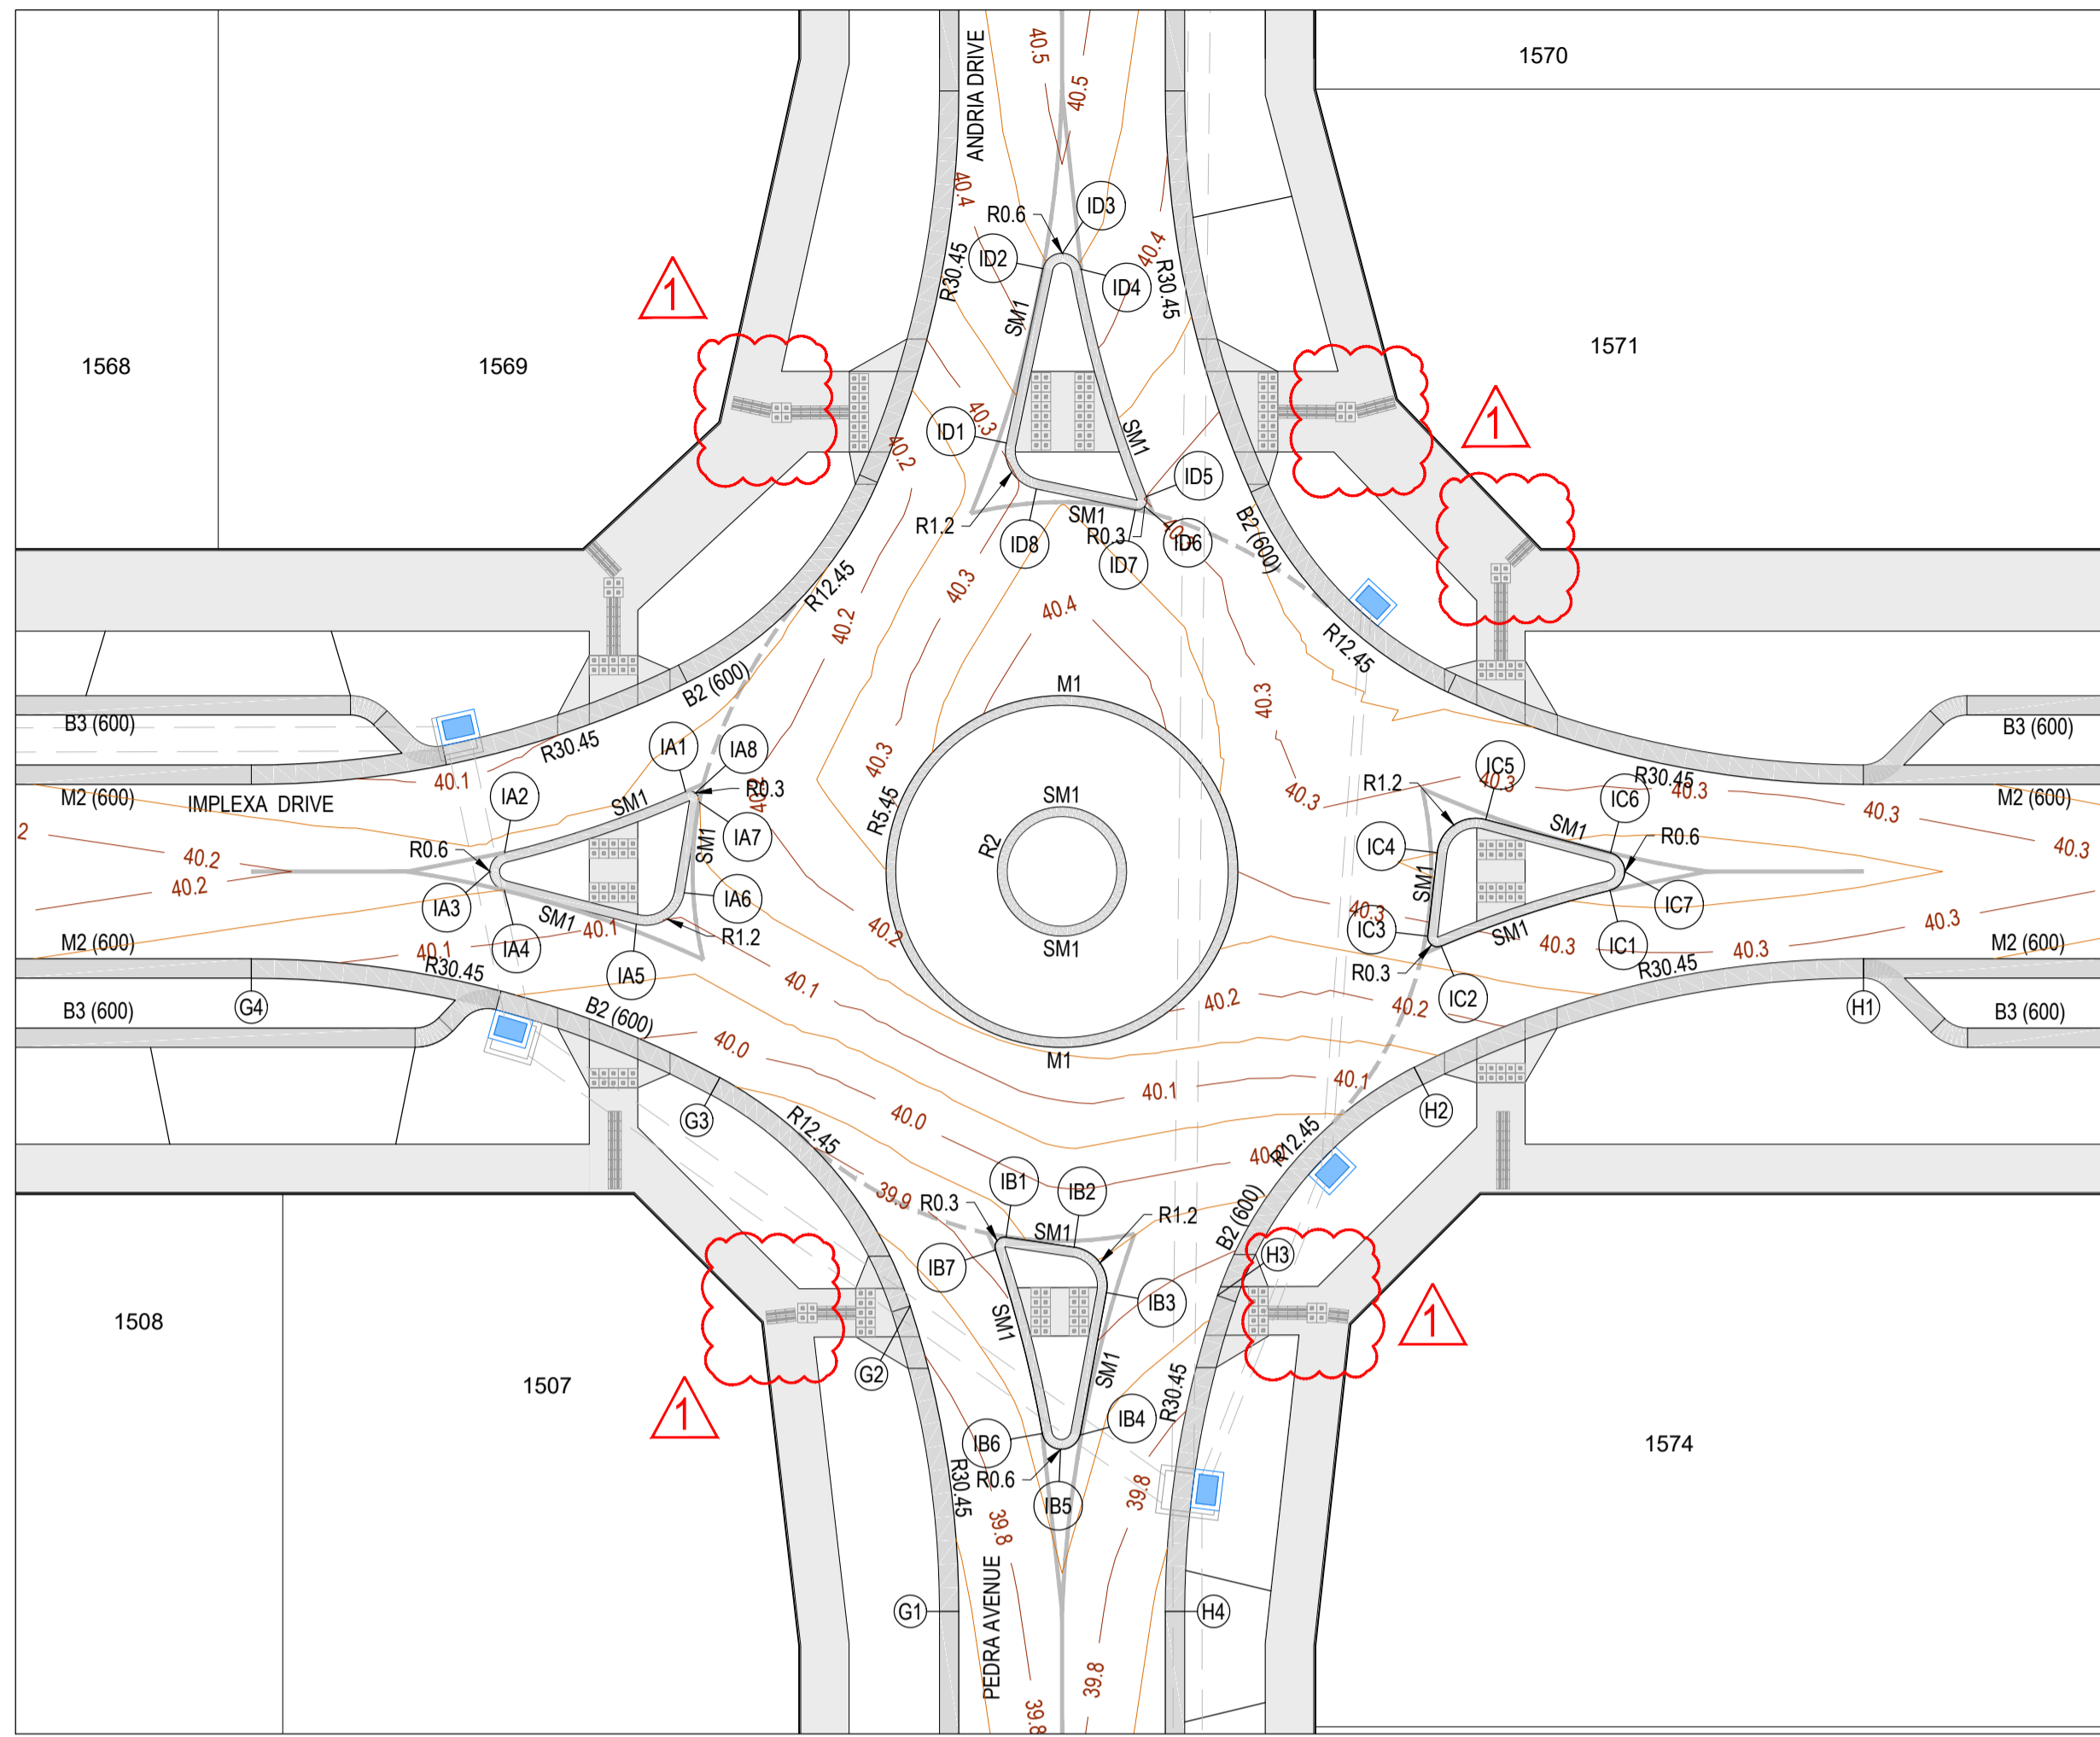 1570
ANDRIA DRIVE
40.5
40.5
40.4
ID3
R0.6
ID2
40.4
ID4
R30.45
R30.45
1
SM1
1568
1569
1571
1
ID1
40.3
40.2
SM1
ID5
R1.2
SM1
R0.3
ID6
ID8
ID7
B2 (600)
R12.45
40.3
40.4
40.2
R12.45
B2 (600)
M1
40.3
B3 (600)
R30.45
IA1
IA8
B3 (600)
40.1
M2 (600)
IMPLEXA DRIVE
IA2
SM1
R0.3
40.3
R5.45
SM1
40.3
R1.2
IC5
40.3
R30.45
40.3
IC6
M2 (600)
40.3
2
40.2
40.2
R0.6
IA7
SM1
R2
IC4
SM1
R0.6
40.3
IA3
IA6
SM1
IC7
SM1
40.1
R1.2
40.2
40.3
IC3
SM1
40.3
IC1
40.3
40.3
M2 (600)
40.1
IA4
SM1
M2 (600)
R30.45
IA5
R0.3
R30.45
G4
B2 (600)
40.1
40.2
IC2
40.2
H1
B3 (600)
B3 (600)
40.0
M1
40.1
40.1
G3
R12.45
40.0
H2
R12.45
39.9
IB1
IB2
R0.3
SM1
R1.2
B2 (600)
H3
IB7
IB3
1
1508
SM1
G2
SM1
R30.45
1507
1
IB4
IB6
R0.6
1574
R30.45
IB5
39.8
39.8
PEDRA AVENUE
G1
H4
39.8
39.8